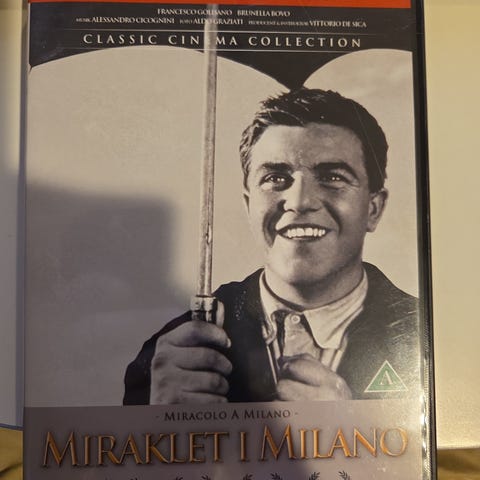 FRANCESCO GOLISANO BRUNELLA BOVO
MUSIK ALESSANDRO CICOGNINI FOTO ALDO GRAZIATI PRODUCENT & INSTRUKTØR VITTORIO DE SICA
CLASSIC CINEMA COLLECTION
A
- MIRACOLO A MILANO -
MIRAKLET I MILANO